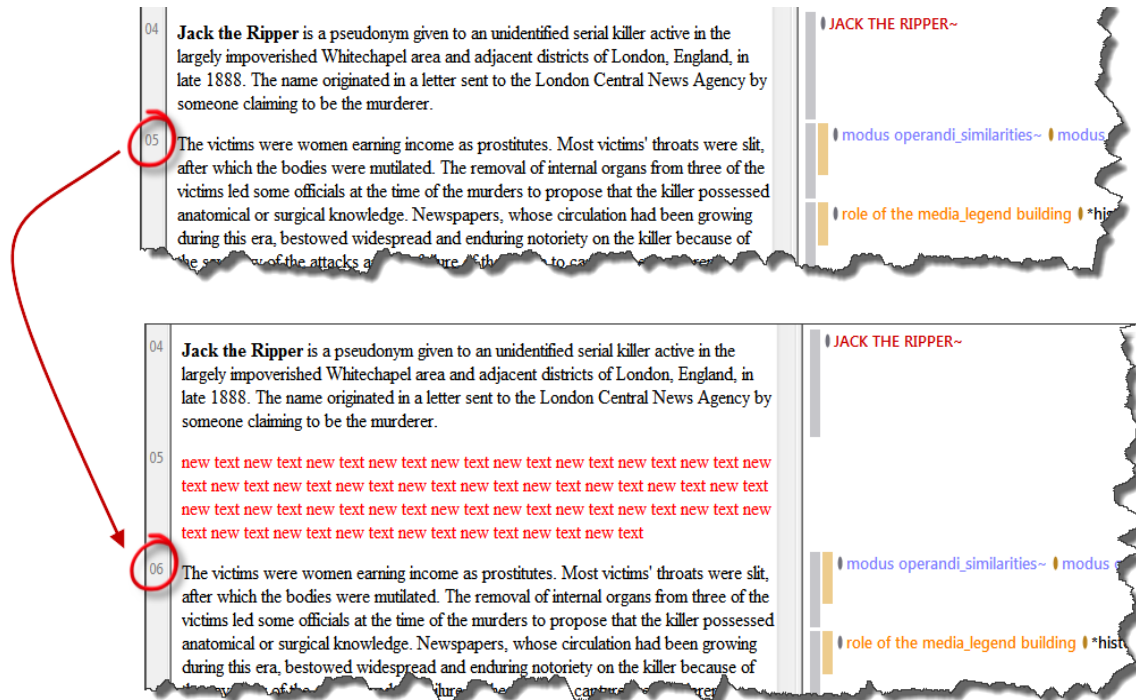 04
Jack the Ripper is a pseudonym given to an unidentified serial killer active in the
largely impoverished Whitechapel area and adjacent districts of London, England, in
late 1888. The name originated in a letter sent to the London Central News Agency by
someone claiming to be the murderer.
JACK THE RIPPER~
05
The victims were women earning income as prostitutes. Most victims' throats were slit,
after which the bodies were mutilated. The removal of internal organs from three of the
victims led some officials at the time of the murders to propose that the killer possessed
anatomical or surgical knowledge. Newspapers, whose circulation had been growing
during this era, bestowed widespread and enduring notoriety on the killer because of
of the attacks
modus operandi_similarities~ modus
role of the media_legend building *his
04
Jack the Ripper is a pseudonym given to an unidentified serial killer active in the
largely impoverished Whitechapel area and adjacent districts of London, England, in
late 1888. The name originated in a letter sent to the London Central News Agency by
someone claiming to be the murderer.
JACK THE RIPPER~
05
new text new text new text new text new text new text new text new text new text new
text new text new text new text new text new text new text new text new text new text
new text new text new text new text new text new text new text new text new text new
text new text new text new text new text new text new text new text
06
The victims were women earning income as prostitutes. Most victims' throats were slit,
after which the bodies were mutilated. The removal of internal organs from three of the
victims led some officials at the time of the murders to propose that the killer possessed
anatomical or surgical knowledge. Newspapers, whose circulation had been growing
during this era, bestowed widespread and enduring notoriety on the killer because of
modus operandi_similarities~ modus
role of the media_legend building *hist